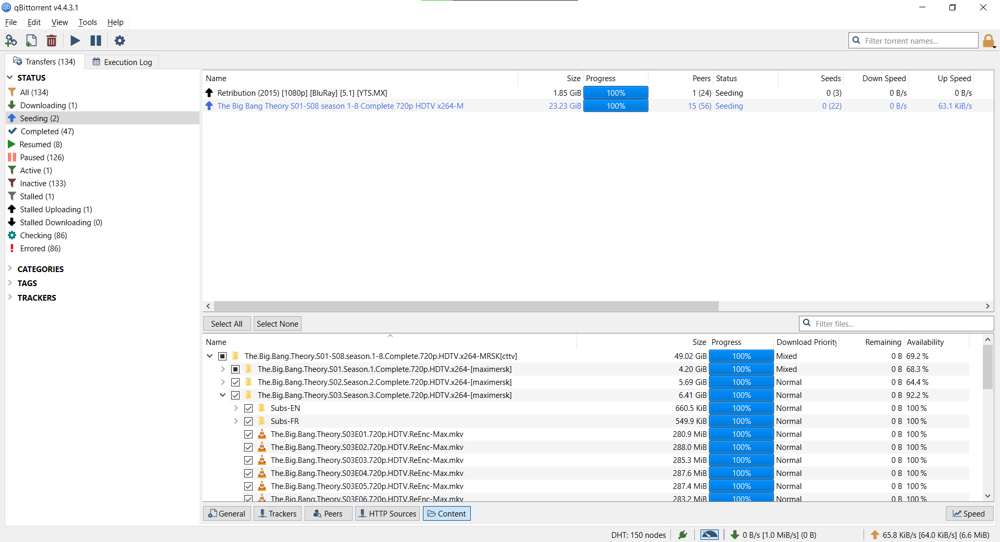 qBittorrent v4.4.3.1
File Edit View Tools Help
Filter torrent names...
Transfers (134) Execution Log
STATUS
All (134)
Downloading (1)
Seeding (2)
Completed (47)
Resumed (8)
Paused (126)
Active (1)
Inactive (133)
Stalled (1)
Stalled Uploading (1)
Stalled Downloading (0)
Checking (86)
Errored (86)
CATEGORIES
TAGS
TRACKERS
Name Size Progress Peers Status Seeds Down Speed Up Speed
Retribution (2015) [1080p] [BluRay] [5.1] [YTS.MX] 1.85 GiB 100% 1 (24) Seeding 0 (3) 0 B/s 0 B/s
The Big Bang Theory S01-S08 season 1-8 Complete 720p HDTV x264-M 23.23 GiB 100% 15 (56) Seeding 0 (22) 0 B/s 63.1 KiB/s
Select All Select None Filter files...
Name Size Progress Download Priority Remaining Availability
The.Big.Bang.Theory.S01-S08.season.1-8.Complete.720p.HDTV.x264-MRSK[cttv] 49.02 GiB 100% Mixed 0 B 69.2 %
The.Big.Bang.Theory.S01.Season.1.Complete.720p.HDTV.x264-[maximersk] 4.20 GiB 100% Mixed 0 B 68.3 %
The.Big.Bang.Theory.S02.Season.2.Complete.720p.HDTV.x264-[maximersk] 5.69 GiB 100% Normal 0 B 64.4 %
The.Big.Bang.Theory.S03.Season.3.Complete.720p.HDTV.x264-[maximersk] 6.41 GiB 100% Normal 0 B 92.2 %
Subs-EN 660.5 KiB 100% Normal 0 B 100 %
Subs-FR 549.9 KiB 100% Normal 0 B 100 %
The.Big.Bang.Theory.S03E01.720p.HDTV.ReEnc-Max.mkv 280.9 MiB 100% Normal 0 B 100 %
The.Big.Bang.Theory.S03E02.720p.HDTV.ReEnc-Max.mkv 288.0 MiB 100% Normal 0 B 100 %
The.Big.Bang.Theory.S03E03.720p.HDTV.ReEnc-Max.mkv 285.3 MiB 100% Normal 0 B 100 %
The.Big.Bang.Theory.S03E04.720p.HDTV.ReEnc-Max.mkv 287.6 MiB 100% Normal 0 B 100 %
The.Big.Bang.Theory.S03E05.720p.HDTV.ReEnc-Max.mkv 287.4 MiB 100% Normal 0 B 100 %
The.Big.Bang.Theory.S03E06.720p.HDTV.ReEnc-Max.mkv 283.2 MiB 100% Normal 0 B 100 %
General Trackers Peers HTTP Sources Content Speed
DHT: 150 nodes 0 B/s [1.0 MiB/s] (0 B) 65.8 KiB/s [64.0 KiB/s] (6.6 MiB)